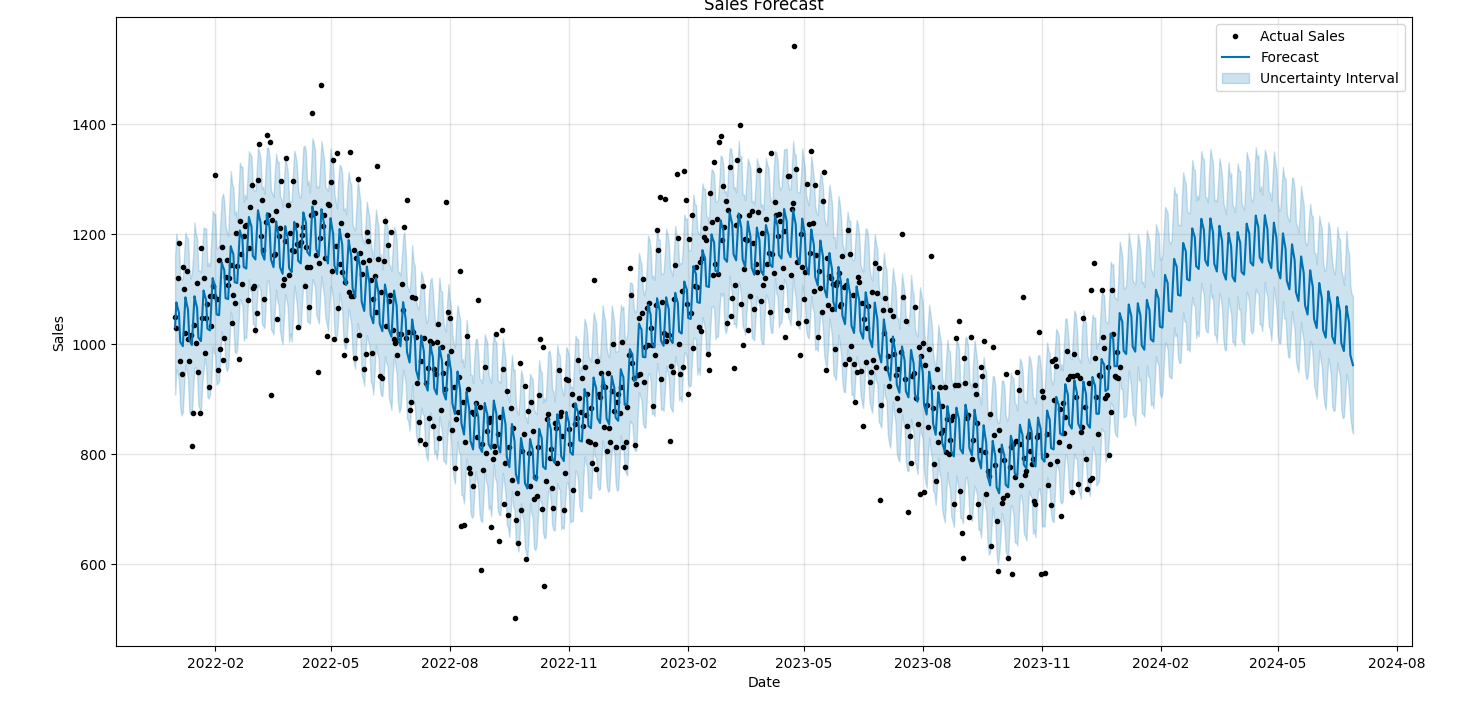 Sales Forecast
Actual Sales
Forecast
Uncertainty Interval
1400
1200
1000
800
600
Sales
2022-02
2022-05
2022-08
2022-11
2023-02
2023-05
2023-08
2023-11
2024-02
2024-05
2024-08
Date